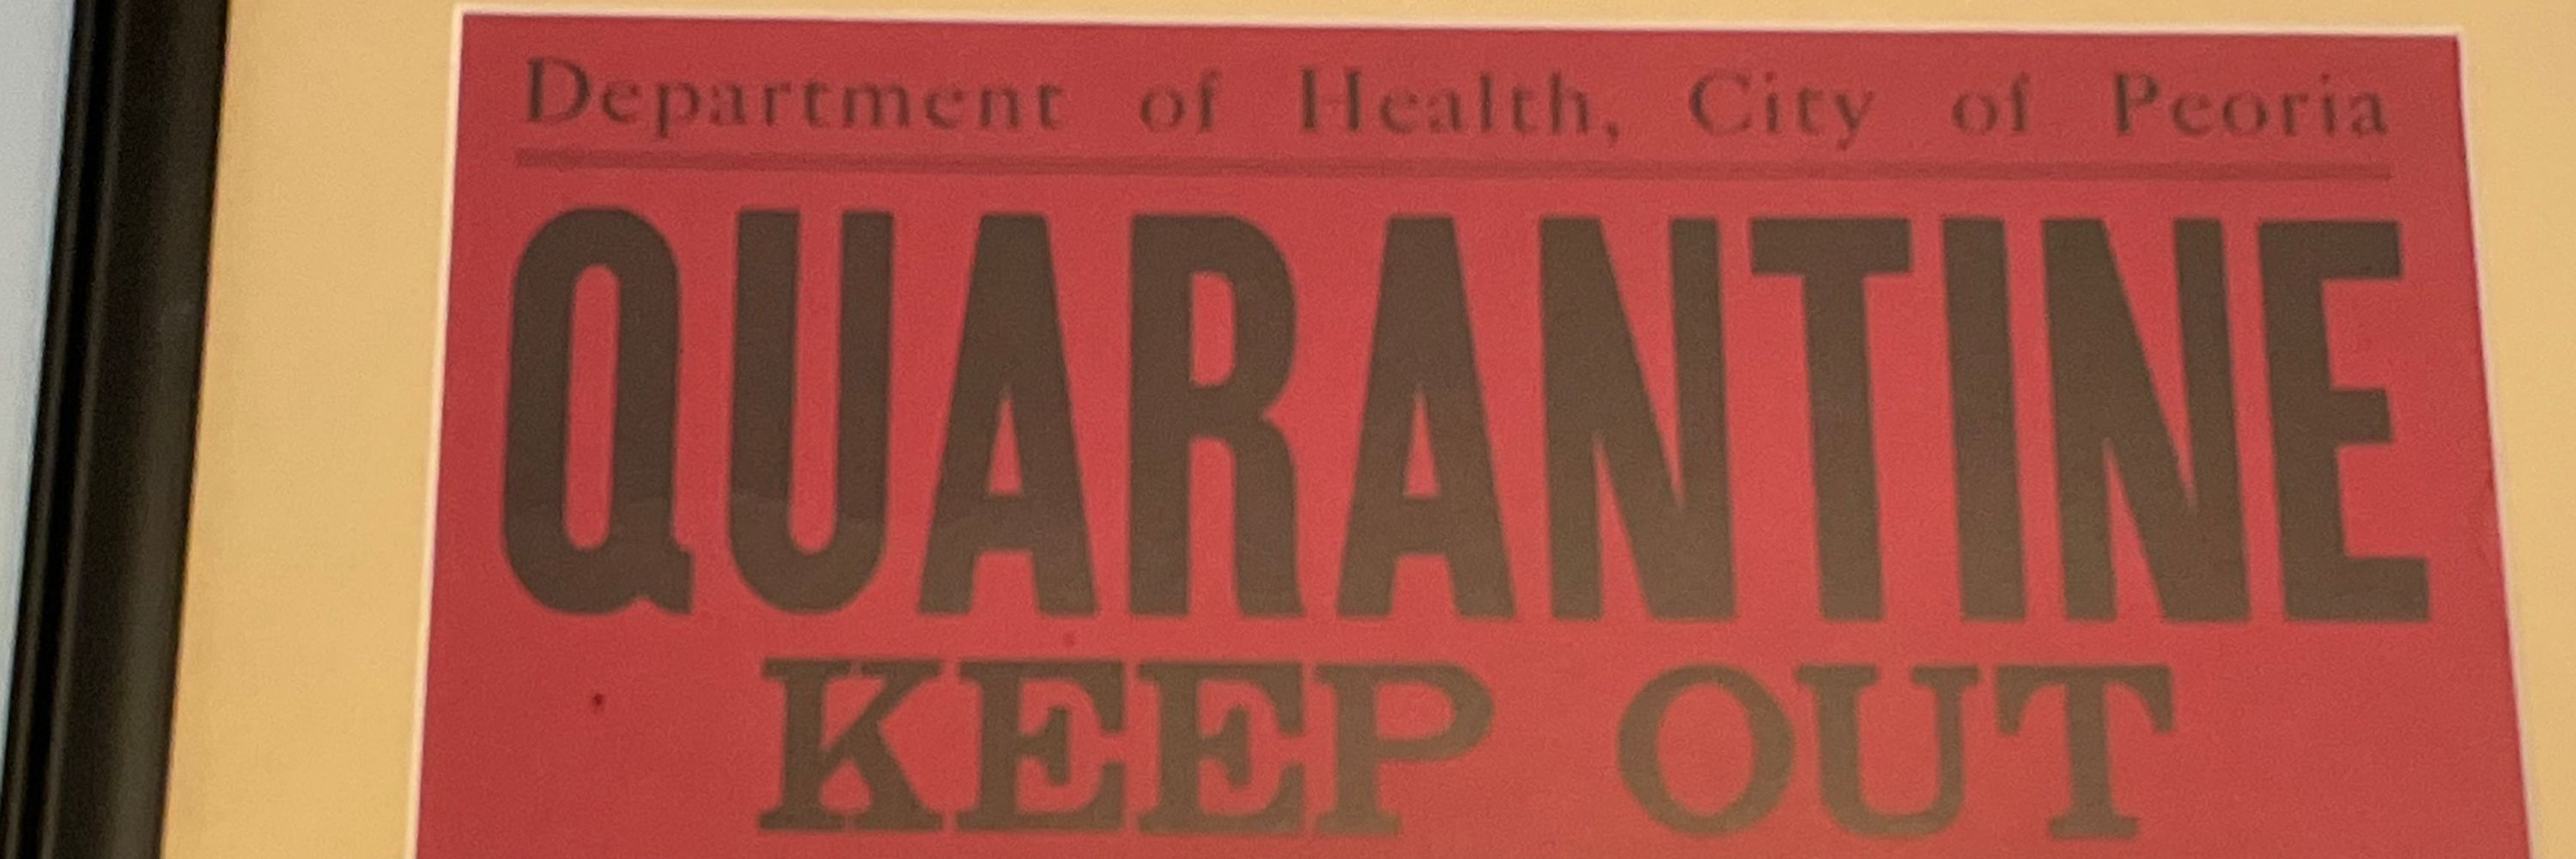 Department of Health, City of Peoria
QUARANTINE
KEEP OUT